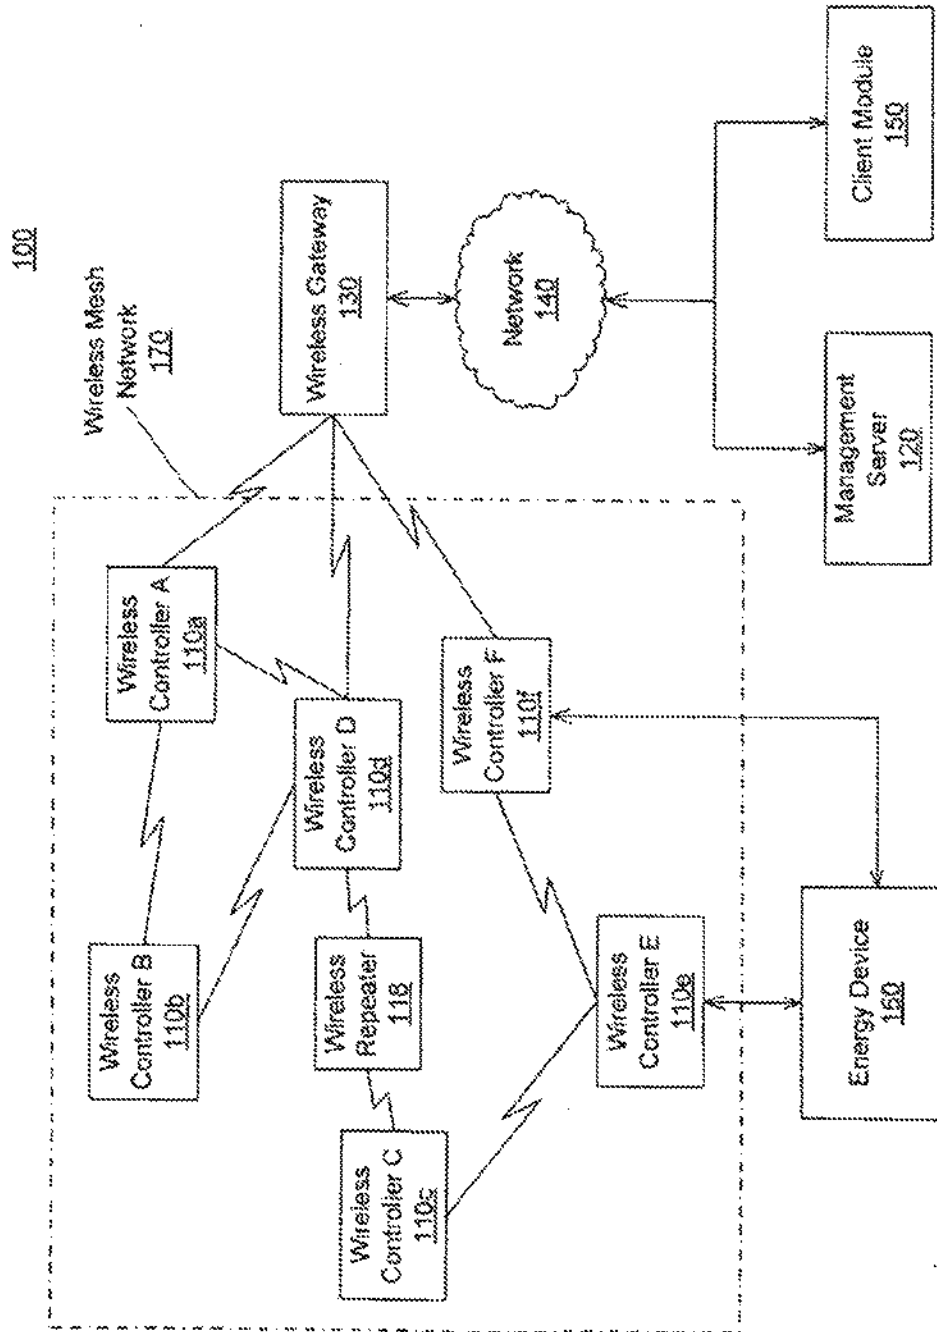 100
Wireless Mesh
Network
170
Wireless Controller B
110b
Wireless
Controller A
110a
Wireless
Controller C
110c
Wireless
Repeater
118
Wireless
Controller D
110d
Wireless Gateway
130
Wireless
Controller E
110e
Wireless
Controller F
110f
Network
140
Energy Device
160
Management
Server
120
Client Module
150